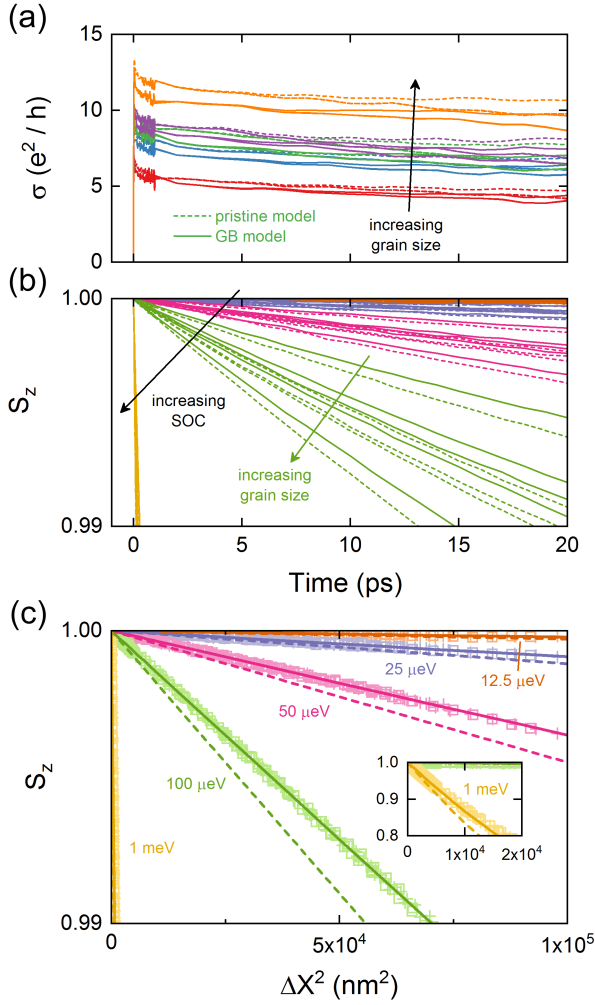 (a)
15
10
5
0
σ (e² / h)
pristine model
GB model
increasing
grain size
(b)
1.00
0.99
S_z
increasing
SOC
increasing
grain size
0 5 10 15 20
Time (ps)
(c)
1.00
0.99
S_z
25 μeV
12.5 μeV
50 μeV
100 μeV
1 meV
1.0
0.9
0.8
1 meV
0 1x10⁴ 2x10⁴
0 5x10⁴ 1x10⁵
ΔX² (nm²)